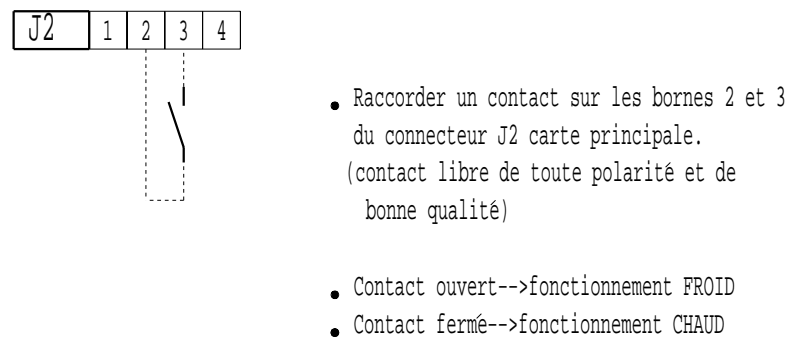 J2 1 2 3 4
• Raccorder un contact sur les bornes 2 et 3
du connecteur J2 carte principale.
(contact libre de toute polarité et de
bonne qualité)
• Contact ouvert-->fonctionnement FROID
• Contact fermé-->fonctionnement CHAUD